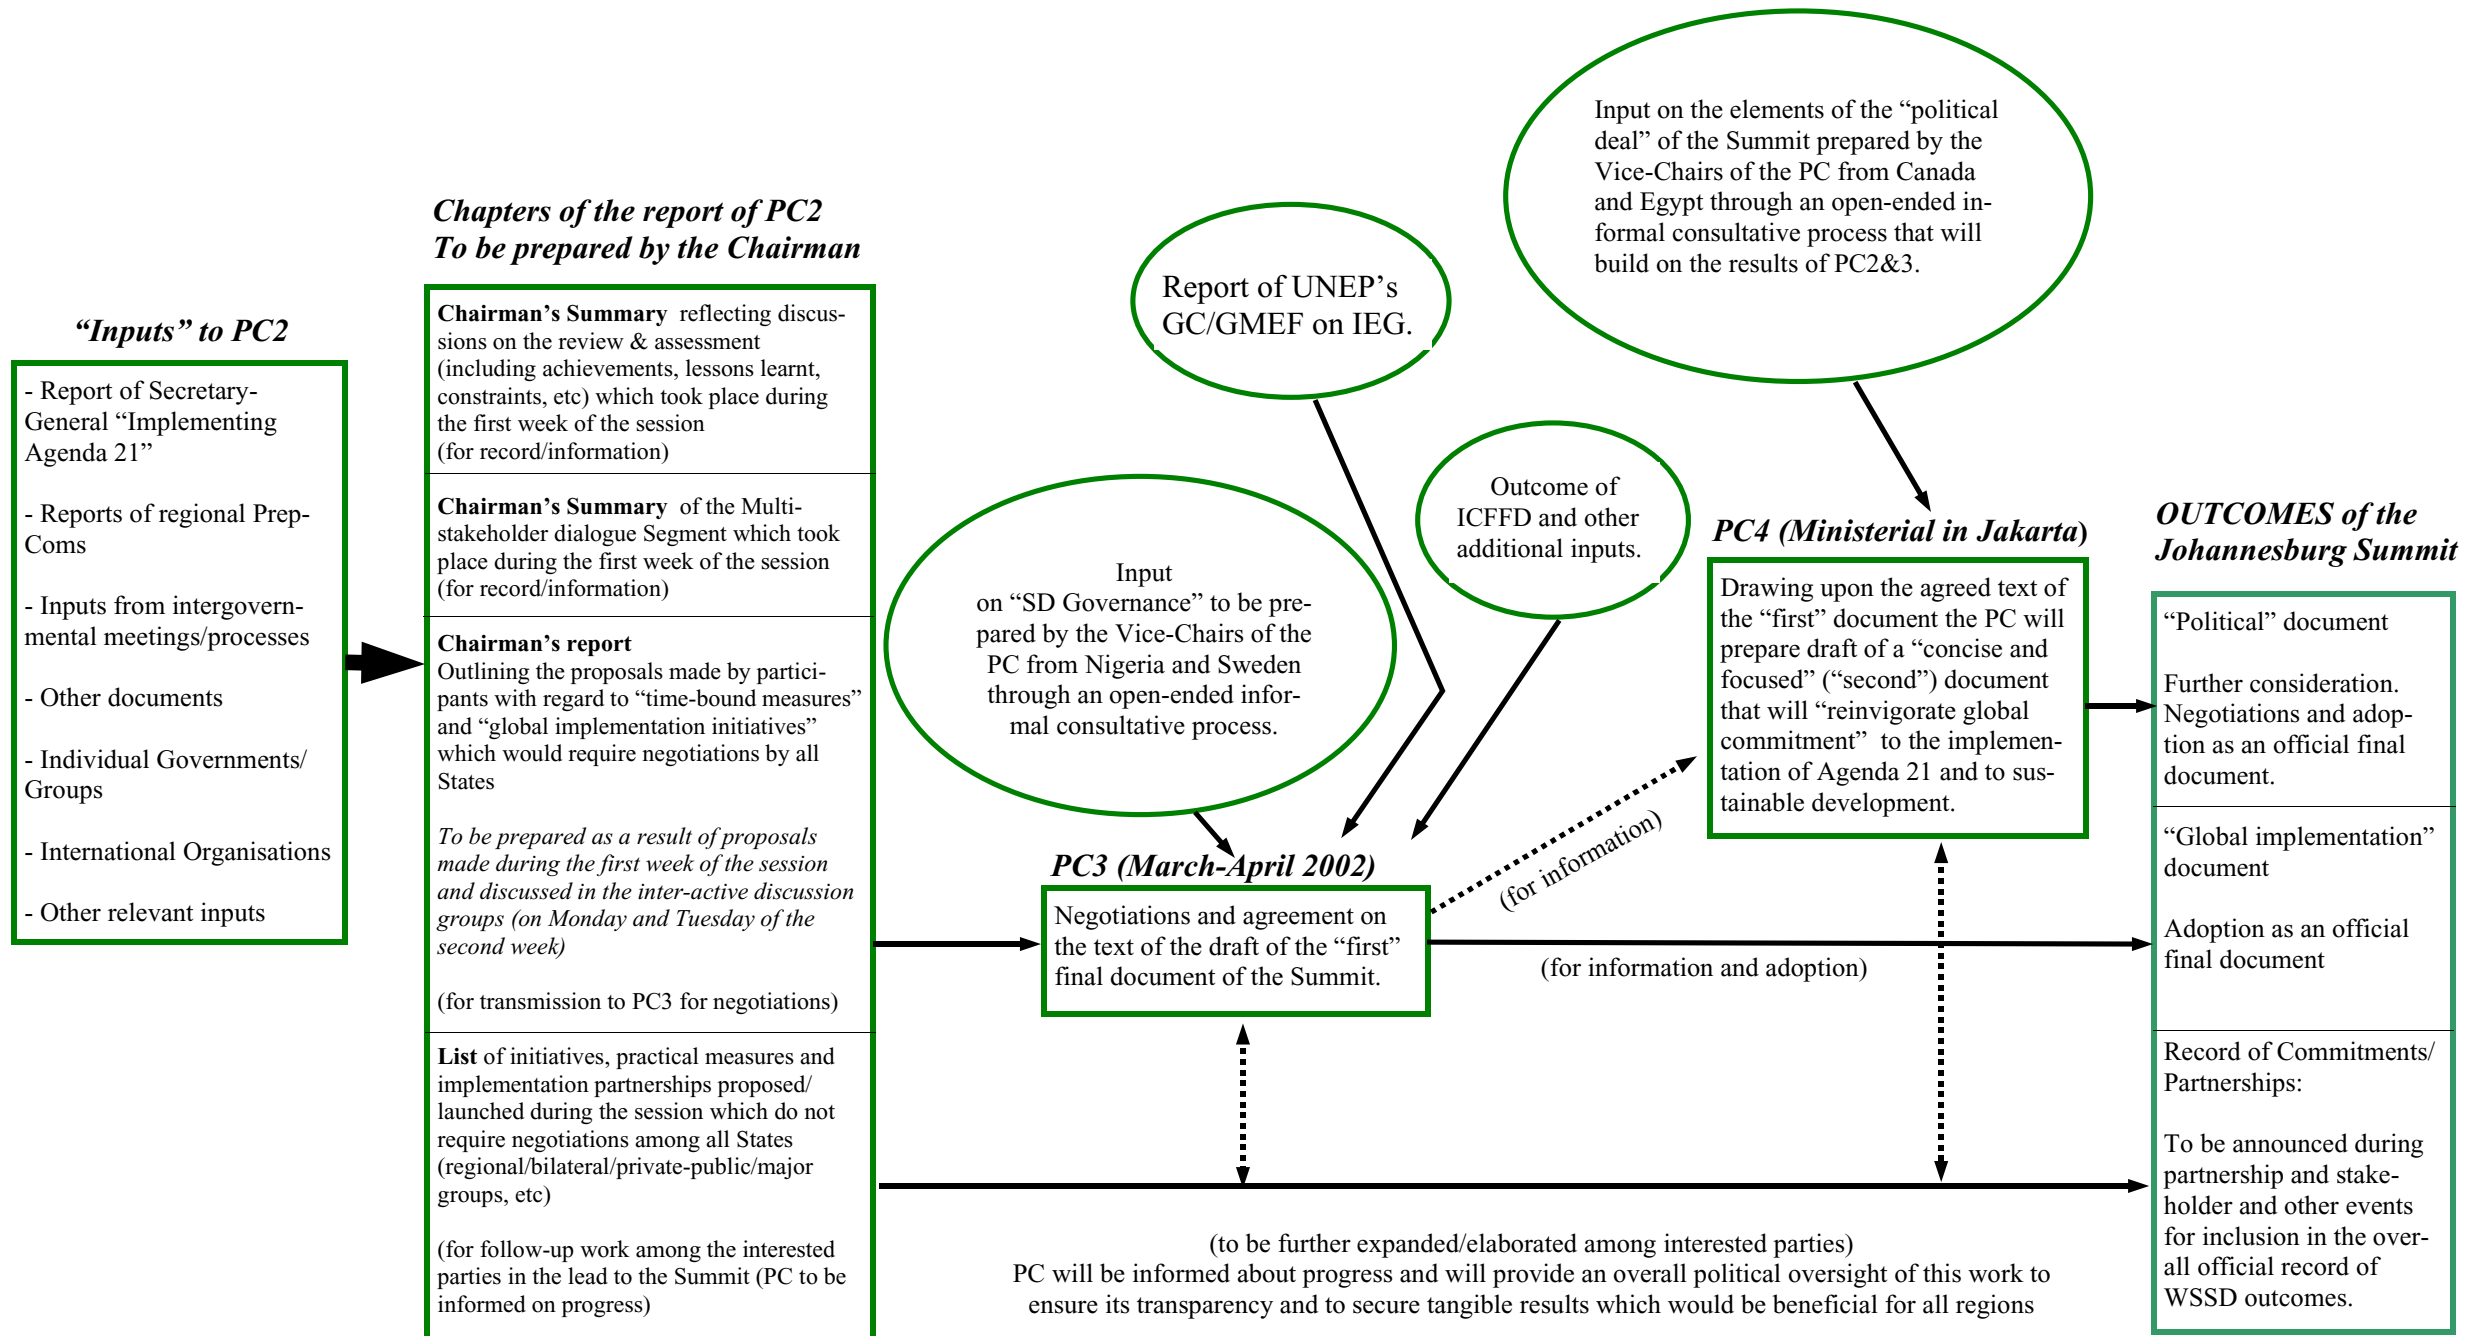 “Inputs” to PC2
- Report of Secretary-
General “Implementing
Agenda 21”
- Reports of regional Prep-
Coms
- Inputs from intergovern-
mental meetings/processes
- Other documents
- Individual Governments/
Groups
- International Organisations
- Other relevant inputs
Chapters of the report of PC2
To be prepared by the Chairman
Chairman’s Summary reflecting discus-
sions on the review & assessment
(including achievements, lessons learnt,
constraints, etc) which took place during
the first week of the session
(for record/information)
Chairman’s Summary of the Multi-
stakeholder dialogue Segment which took
place during the first week of the session
(for record/information)
Chairman’s report
Outlining the proposals made by partici-
pants with regard to “time-bound measures”
and “global implementation initiatives”
which would require negotiations by all
States
To be prepared as a result of proposals
made during the first week of the session
and discussed in the inter-active discussion
groups (on Monday and Tuesday of the
second week)
(for transmission to PC3 for negotiations)
List of initiatives, practical measures and
implementation partnerships proposed/
launched during the session which do not
require negotiations among all States
(regional/bilateral/private-public/major
groups, etc)
(for follow-up work among the interested
parties in the lead to the Summit (PC to be
informed on progress)
Input
on “SD Governance” to be pre-
pared by the Vice-Chairs of the
PC from Nigeria and Sweden
through an open-ended infor-
mal consultative process.
Report of UNEP’s
GC/GMEF on IEG.
Outcome of
ICFFD and other
additional inputs.
Input on the elements of the “political
deal” of the Summit prepared by the
Vice-Chairs of the PC from Canada
and Egypt through an open-ended in-
formal consultative process that will
build on the results of PC2&3.
PC3 (March-April 2002)
Negotiations and agreement on
the text of the draft of the “first”
final document of the Summit.
(for information)
(for information and adoption)
PC4 (Ministerial in Jakarta)
Drawing upon the agreed text of
the “first” document the PC will
prepare draft of a “concise and
focused” (“second”) document
that will “reinvigorate global
commitment” to the implemen-
tation of Agenda 21 and to sus-
tainable development.
(to be further expanded/elaborated among interested parties)
PC will be informed about progress and will provide an overall political oversight of this work to
ensure its transparency and to secure tangible results which would be beneficial for all regions
OUTCOMES of the
Johannesburg Summit
“Political” document
Further consideration.
Negotiations and adop-
tion as an official final
document.
“Global implementation”
document
Adoption as an official
final document
Record of Commitments/
Partnerships:
To be announced during
partnership and stake-
holder and other events
for inclusion in the over-
all official record of
WSSD outcomes.